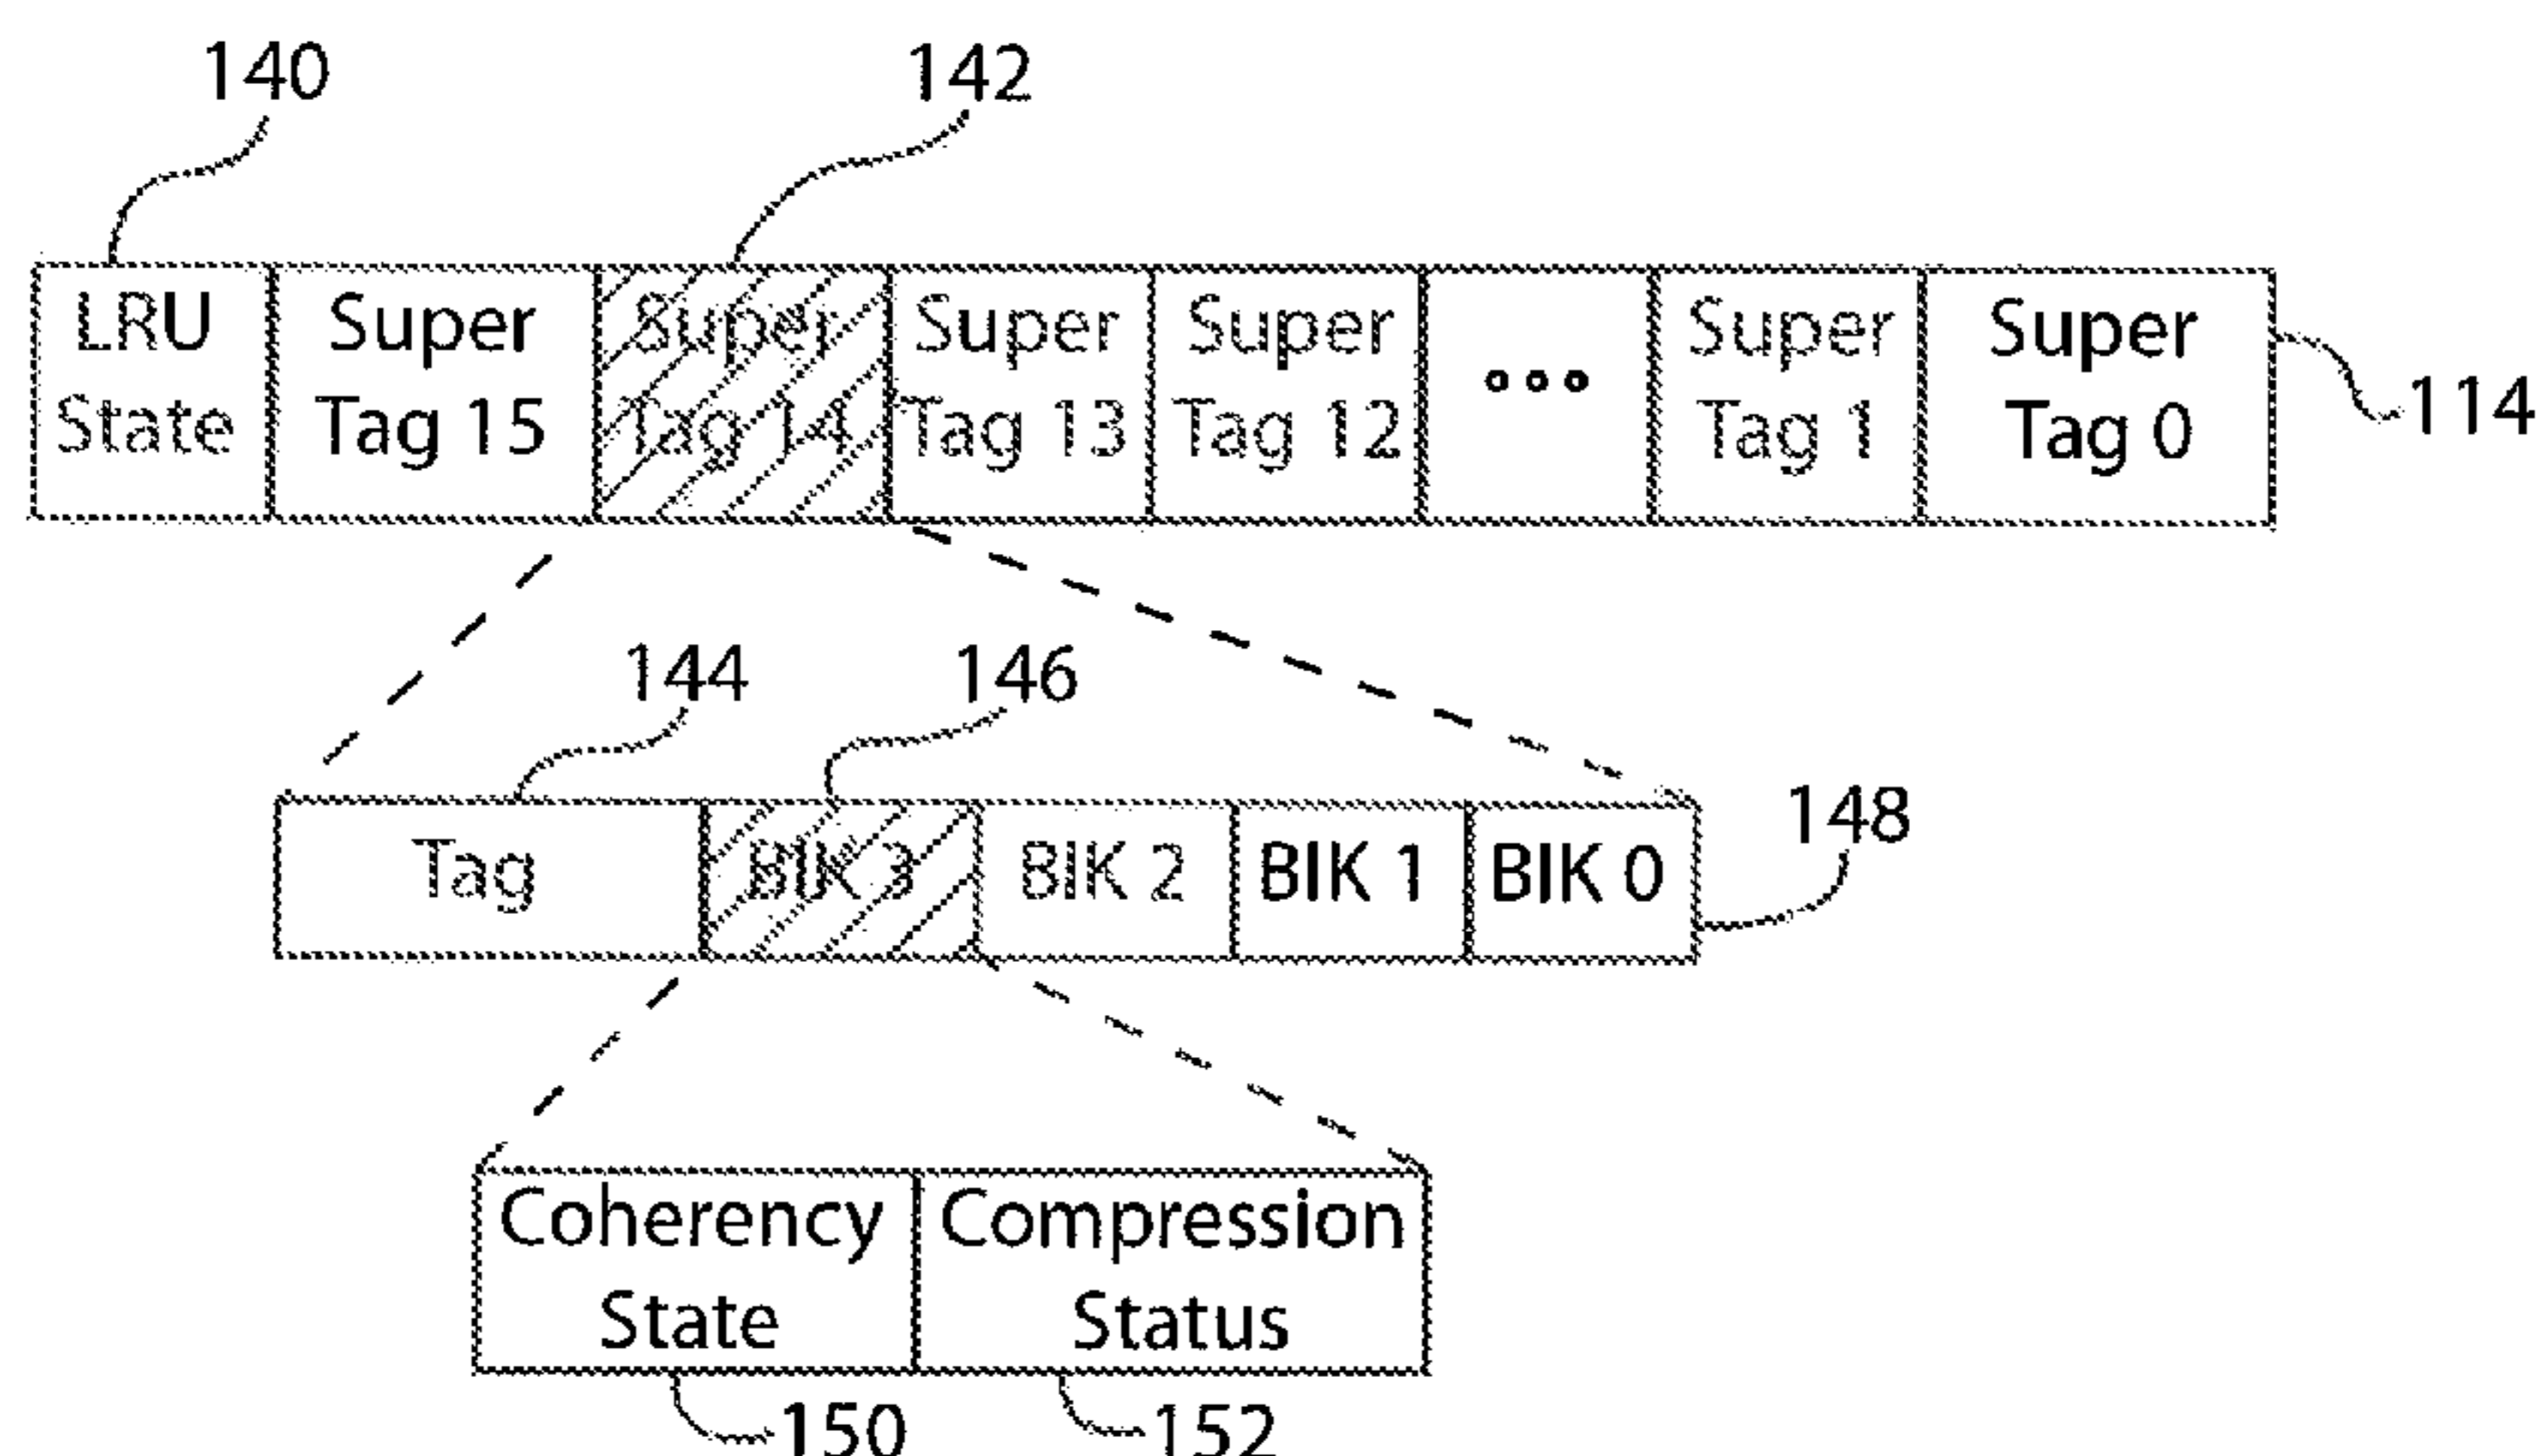 140
142
LRU
State
Super
Tag 15
Super
Tag 14
Super
Tag 13
Super
Tag 12
Super
Tag 1
Super
Tag 0
114
144
146
148
Tag
BIK 3
BIK 2
BIK 1
BIK 0
Coherency
State
Compression
Status
150
152